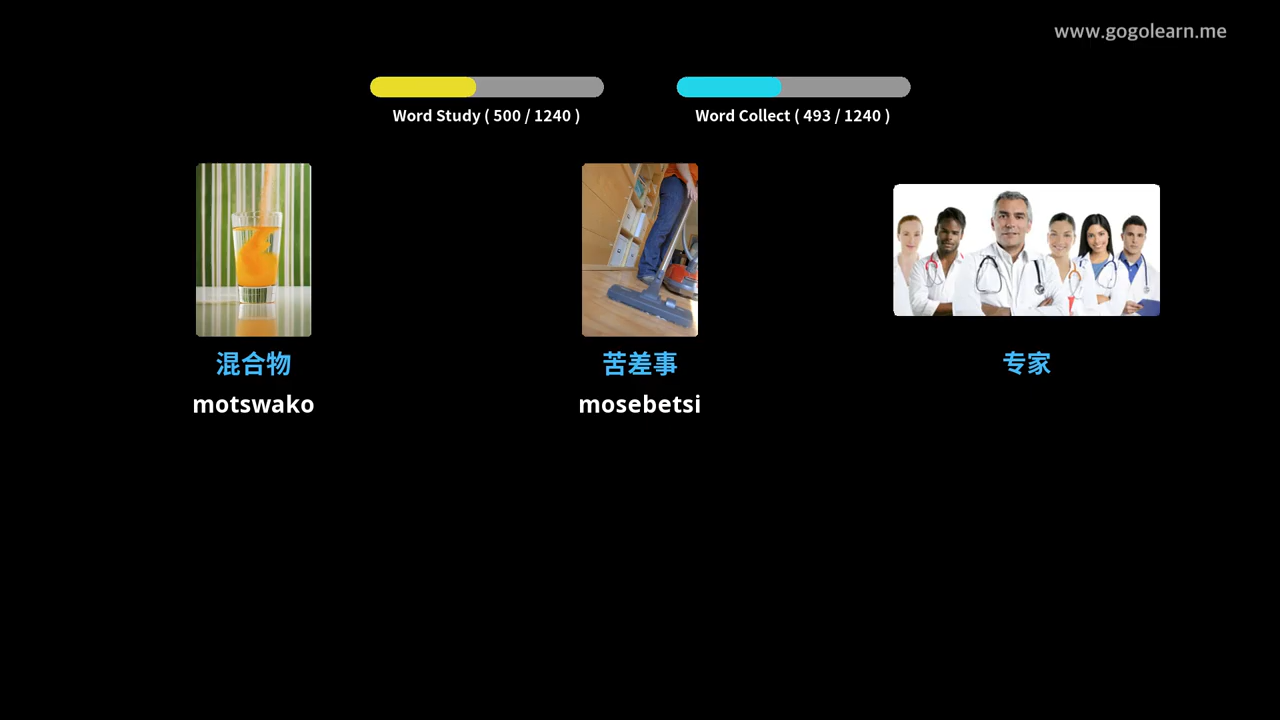 www.gogolearn.me
Word Study ( 500 / 1240 )
Word Collect ( 493 / 1240 )
混合物
苦差事
专家
motswako
mosebetsi